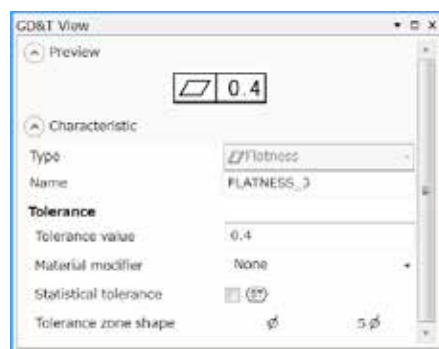 GD&T View
Preview
0.4
Characteristic
Type Flatness
Name FLATNESS_3
Tolerance
Tolerance value 0.4
Material modifier None
Statistical tolerance ST
Tolerance zone shape ⌀ S⌀